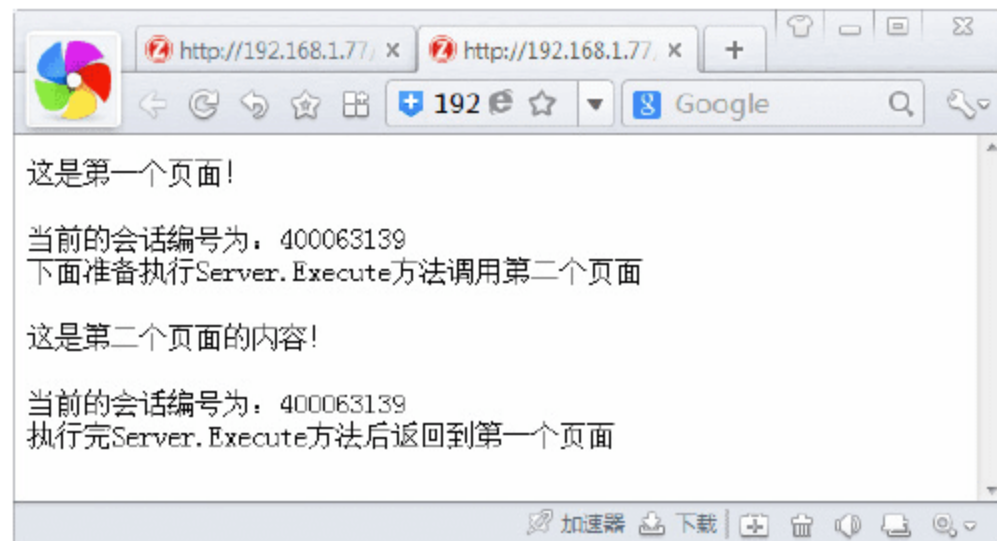 http://192.168.1.77/
http://192.168.1.77/
192
Google
这是第一个页面!
当前的会话编号为: 400063139
下面准备执行Server.Execute方法调用第二个页面
这是第二个页面的内容!
当前的会话编号为: 400063139
执行完Server.Execute方法后返回到第一个页面
加速器 下载